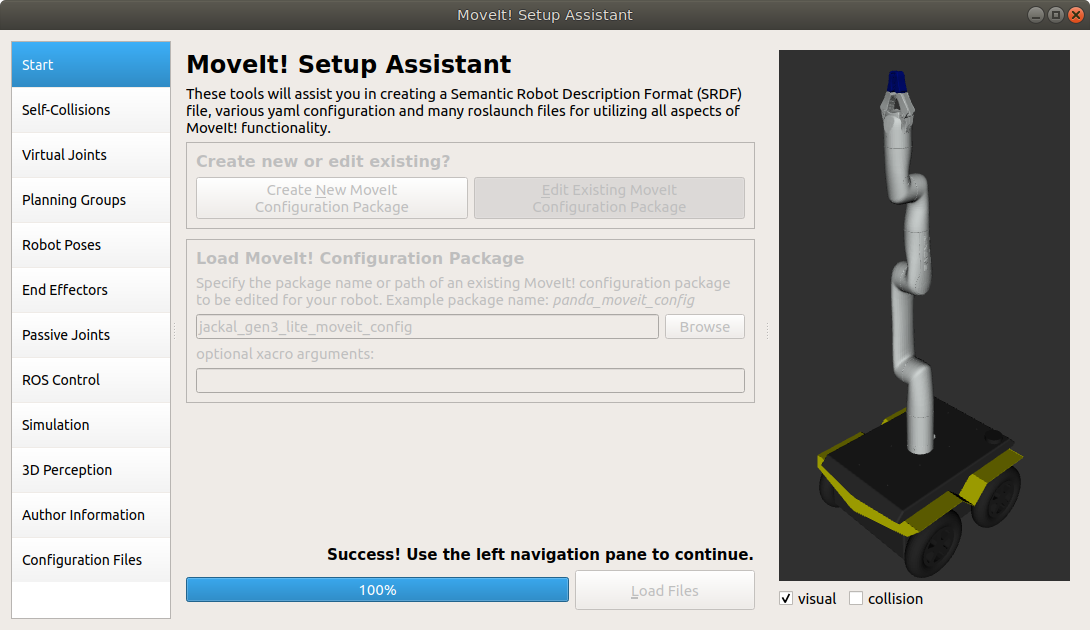 MoveIt! Setup Assistant
Start
Self-Collisions
Virtual Joints
Planning Groups
Robot Poses
End Effectors
Passive Joints
ROS Control
Simulation
3D Perception
Author Information
Configuration Files
MoveIt! Setup Assistant
These tools will assist you in creating a Semantic Robot Description Format (SRDF)
file, various yaml configuration and many roslaunch files for utilizing all aspects of
MoveIt! functionality.
Create new or edit existing?
Create New MoveIt
Configuration Package
Edit Existing MoveIt
Configuration Package
Load MoveIt! Configuration Package
Specify the package name or path of an existing MoveIt! configuration package
to be edited for your robot. Example package name: panda_moveit_config
jackal_gen3_lite_moveit_config
Browse
optional xacro arguments:
Success! Use the left navigation pane to continue.
100%
Load Files
visual
collision